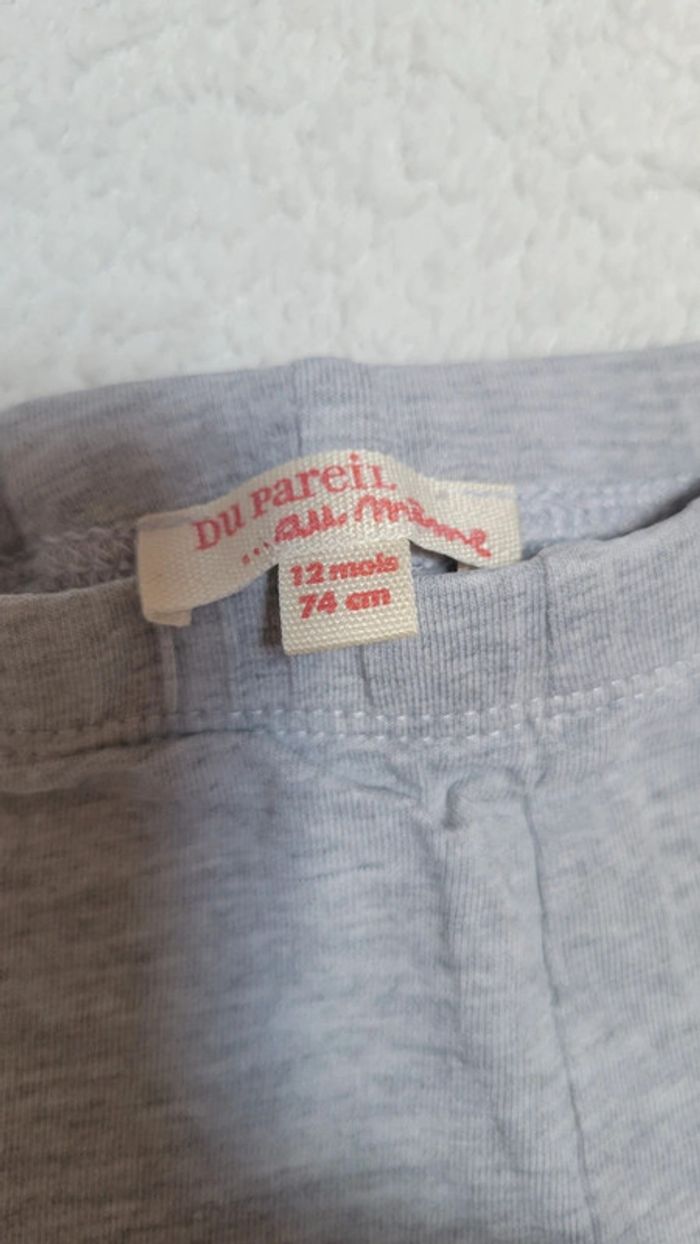 DU PareiL
...au même
12 mois
74 cm